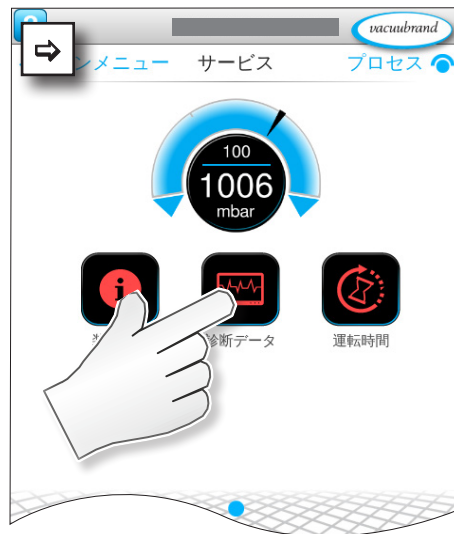 vacuubrand
ンメニュー サービス プロセス
100
1006
mbar
診断データ 運転時間